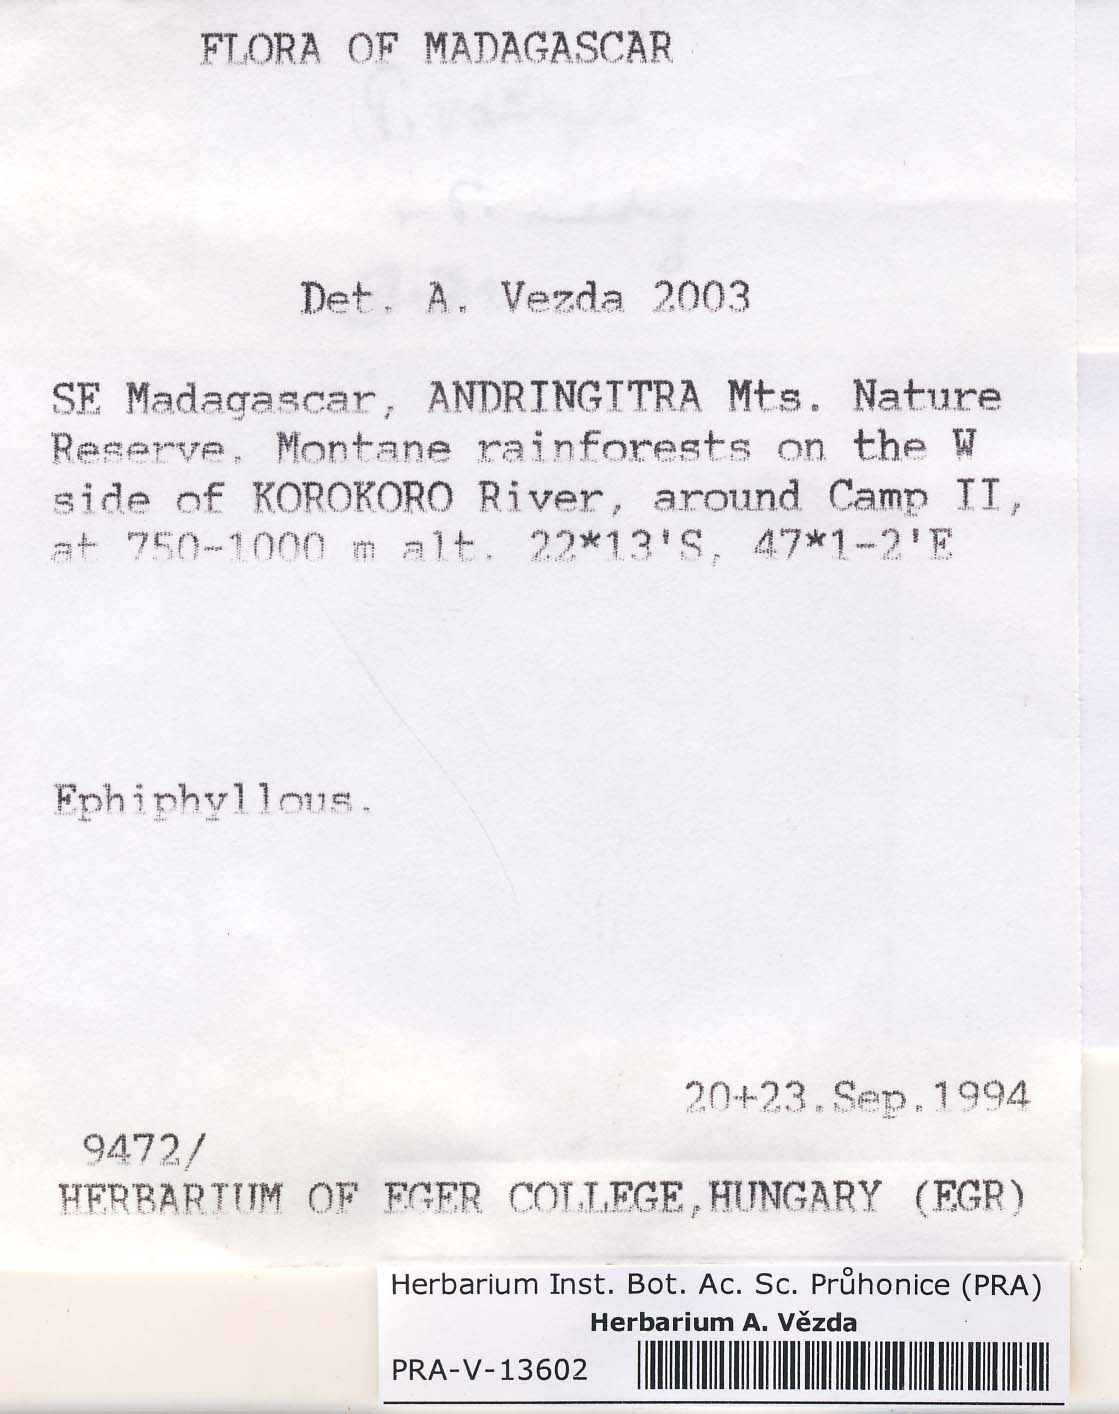 FLORA OF MADAGASCAR
Det. A. Vezda 2003
SE Madagascar, ANDRINGITRA Mts. Nature
Reserve. Montane rainforests on the W
side of KOROKORO River, around Camp II,
at 750-1000 m alt. 22*13'S, 47*1-2'E
Ephiphyllous.
20+23.Sep.1994
9472/
HERBARIUM OF EGER COLLEGE,HUNGARY (EGR)
Herbarium Inst. Bot. Ac. Sc. Průhonice (PRA)
Herbarium A. Vězda
PRA-V-13602